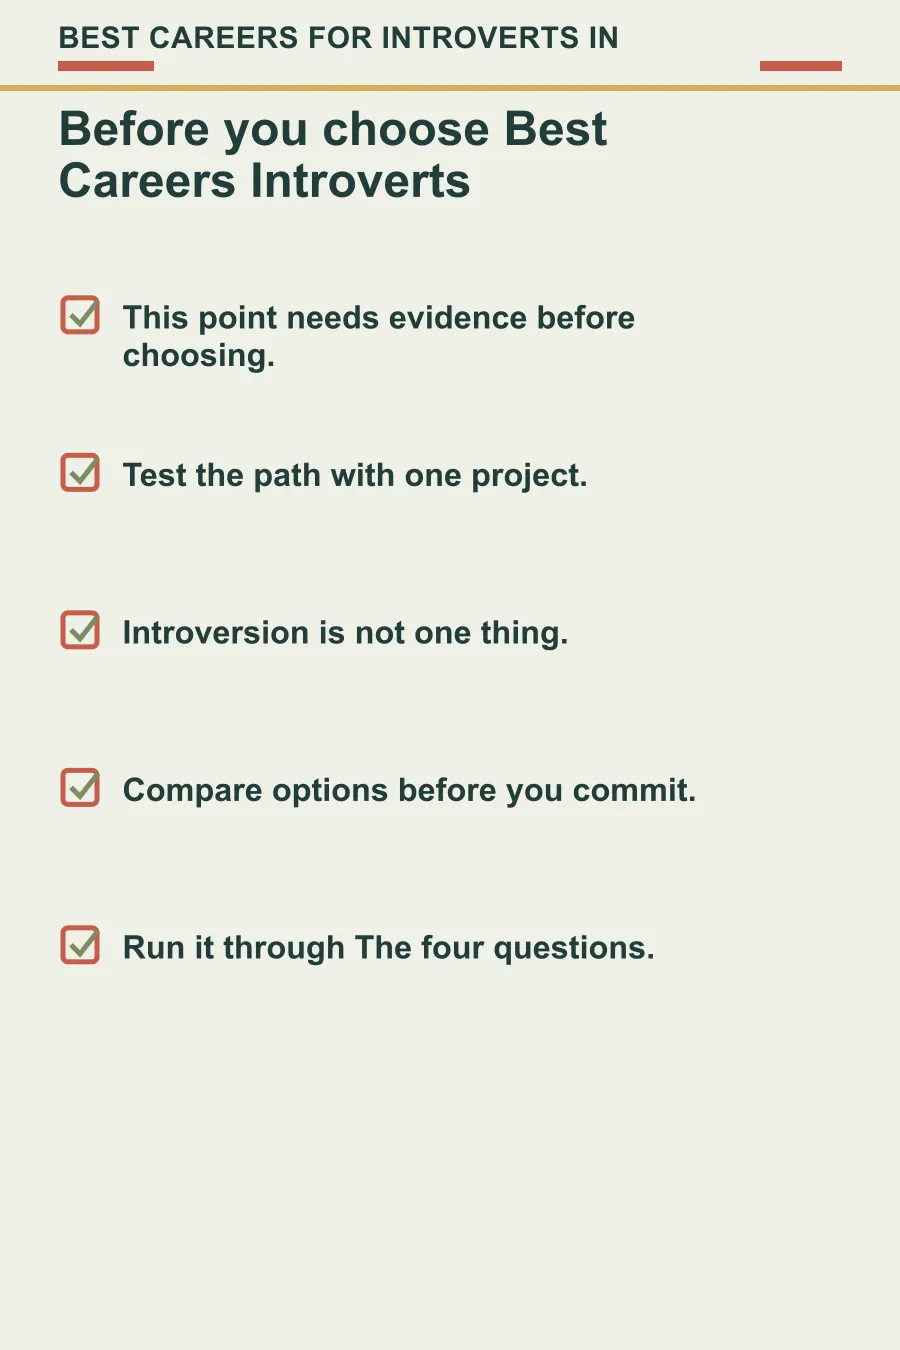 BEST CAREERS FOR INTROVERTS IN
Before you choose Best
Careers Introverts
This point needs evidence before
choosing.
Test the path with one project.
Introversion is not one thing.
Compare options before you commit.
Run it through The four questions.